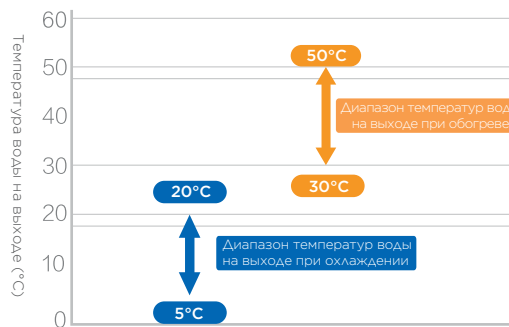 60
50
40
30
20
10
0
Температура воды на выходе (°C)
50°C
Диапазон температур вод
на выходе при обогреве
30°C
20°C
Диапазон температур воды
на выходе при охлаждении
5°C